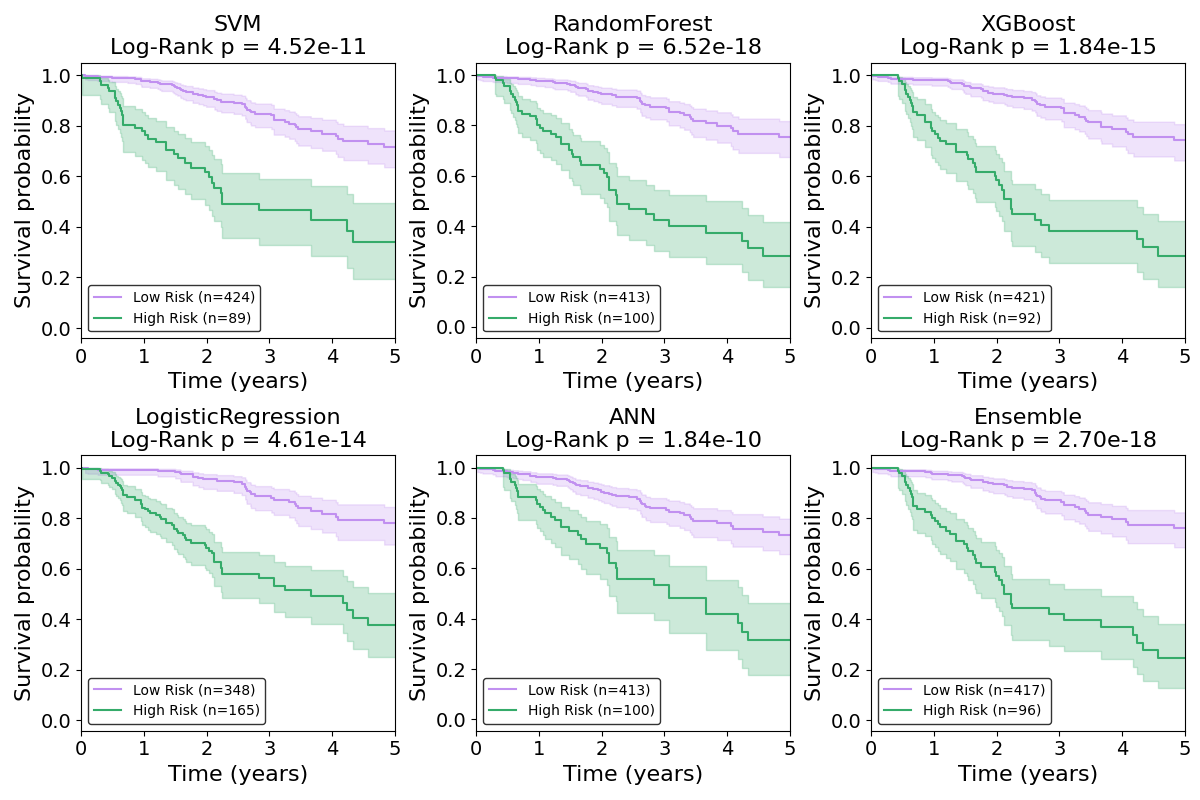 SVM
Log-Rank p = 4.52e-11
Survival probability
1.0
0.8
0.6
0.4
0.2
0.0
Low Risk (n=424)
High Risk (n=89)
0 1 2 3 4 5
Time (years)
RandomForest
Log-Rank p = 6.52e-18
Survival probability
1.0
0.8
0.6
0.4
0.2
0.0
Low Risk (n=413)
High Risk (n=100)
0 1 2 3 4 5
Time (years)
XGBoost
Log-Rank p = 1.84e-15
Survival probability
1.0
0.8
0.6
0.4
0.2
0.0
Low Risk (n=421)
High Risk (n=92)
0 1 2 3 4 5
Time (years)
LogisticRegression
Log-Rank p = 4.61e-14
Survival probability
1.0
0.8
0.6
0.4
0.2
0.0
Low Risk (n=348)
High Risk (n=165)
0 1 2 3 4 5
Time (years)
ANN
Log-Rank p = 1.84e-10
Survival probability
1.0
0.8
0.6
0.4
0.2
0.0
Low Risk (n=413)
High Risk (n=100)
0 1 2 3 4 5
Time (years)
Ensemble
Log-Rank p = 2.70e-18
Survival probability
1.0
0.8
0.6
0.4
0.2
0.0
Low Risk (n=417)
High Risk (n=96)
0 1 2 3 4 5
Time (years)